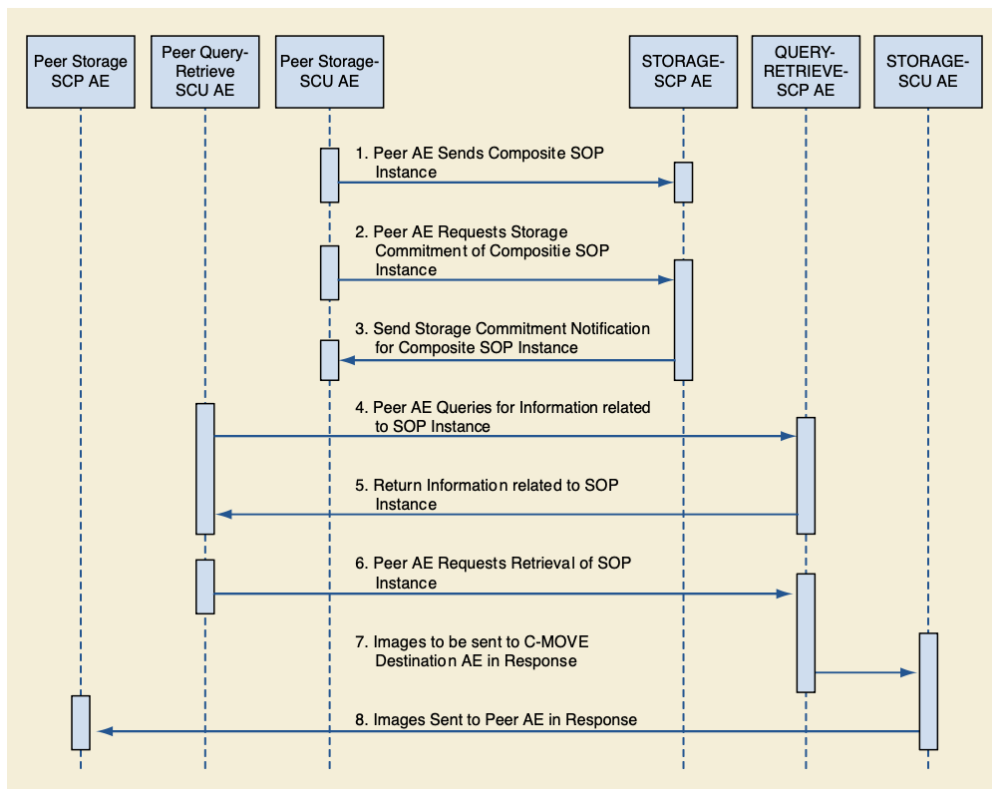 Peer Storage
SCP AE
Peer Query-
Retrieve
SCU AE
Peer Storage-
SCU AE
STORAGE-
SCP AE
QUERY-
RETRIEVE-
SCP AE
STORAGE-
SCU AE
1. Peer AE Sends Composite SOP
Instance
2. Peer AE Requests Storage
Commitment of Compositie SOP
Instance
3. Send Storage Commitment Notification
for Composite SOP Instance
4. Peer AE Queries for Information related
to SOP Instance
5. Return Information related to SOP
Instance
6. Peer AE Requests Retrieval of SOP
Instance
7. Images to be sent to C-MOVE
Destination AE in Response
8. Images Sent to Peer AE in Response